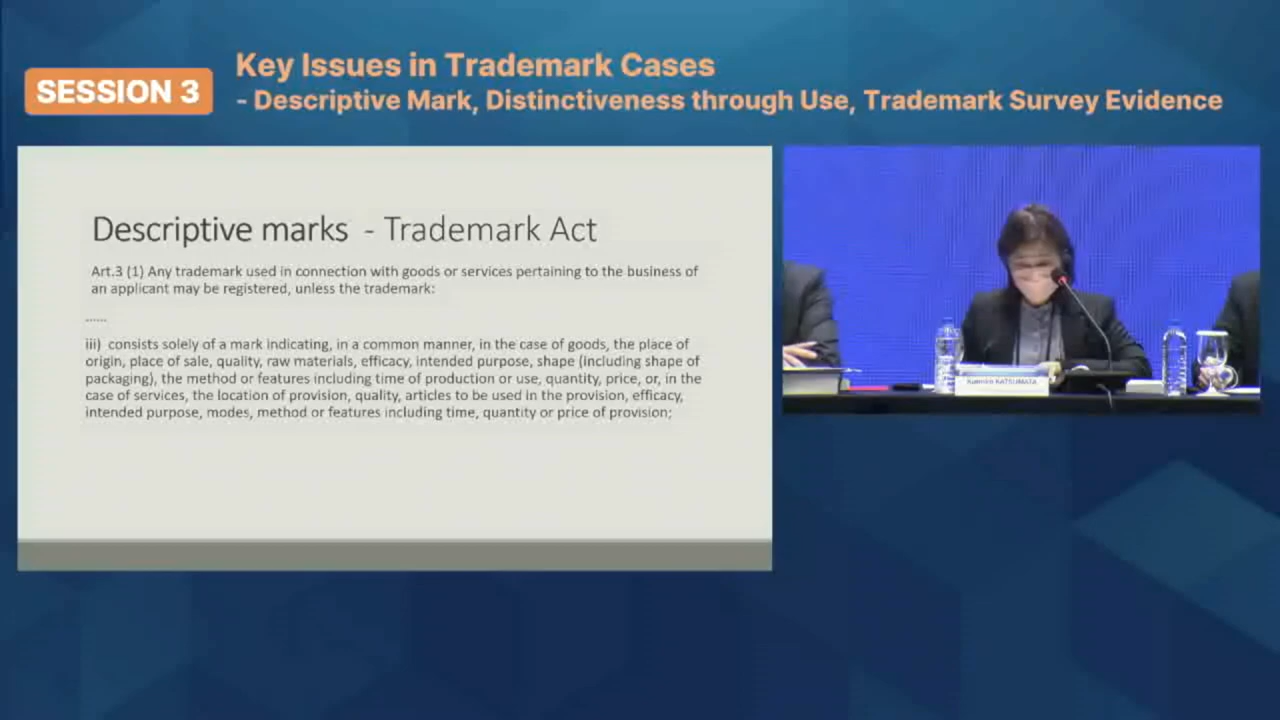 SESSION 3
Key Issues in Trademark Cases
- Descriptive Mark, Distinctiveness through Use, Trademark Survey Evidence
Descriptive marks - Trademark Act
Art.3 (1) Any trademark used in connection with goods or services pertaining to the business of
an applicant may be registered, unless the trademark:
......
iii) consists solely of a mark indicating, in a common manner, in the case of goods, the place of
origin, place of sale, quality, raw materials, efficacy, intended purpose, shape (including shape of
packaging), the method or features including time of production or use, quantity, price, or, in the
case of services, the location of provision, quality, articles to be used in the provision, efficacy,
intended purpose, modes, method or features including time, quantity or price of provision;
KATSUMATA